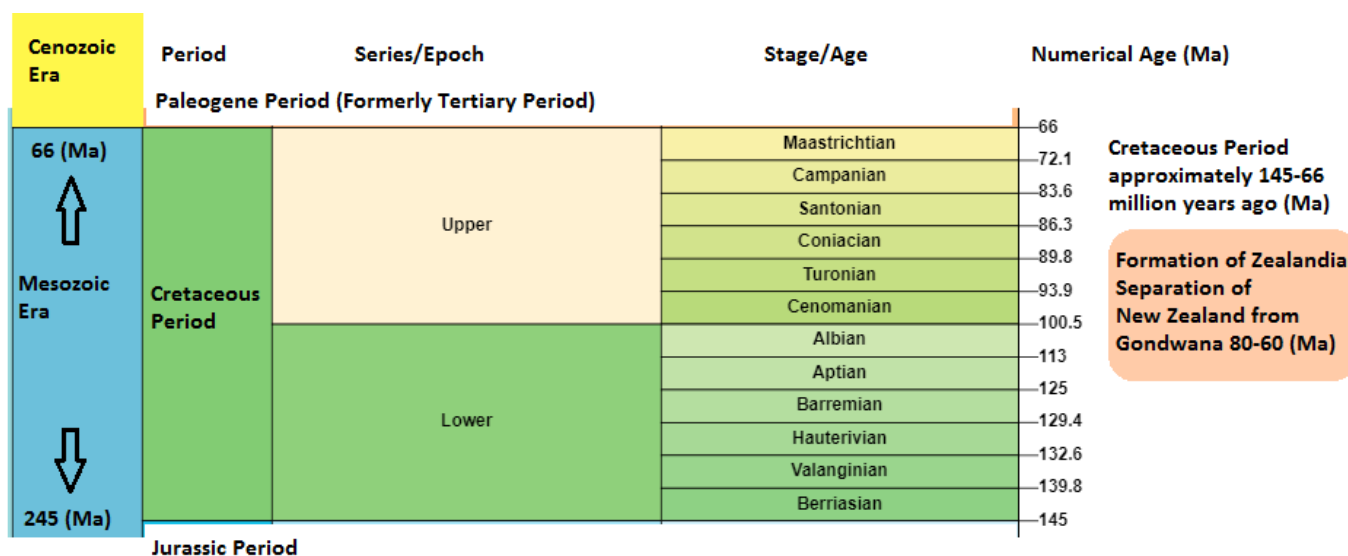 Cenozoic
Era
Period
Series/Epoch
Stage/Age
Numerical Age (Ma)
Paleogene Period (Formerly Tertiary Period)
66 (Ma)
Mesozoic
Era
245 (Ma)
Cretaceous
Period
Upper
Lower
Maastrichtian
Campanian
Santonian
Coniacian
Turonian
Cenomanian
Albian
Aptian
Barremian
Hauterivian
Valanginian
Berriasian
66
72.1
83.6
86.3
89.8
93.9
100.5
113
125
129.4
132.6
139.8
145
Jurassic Period
Cretaceous Period
approximately 145-66
million years ago (Ma)
Formation of Zealandia
Separation of
New Zealand from
Gondwana 80-60 (Ma)